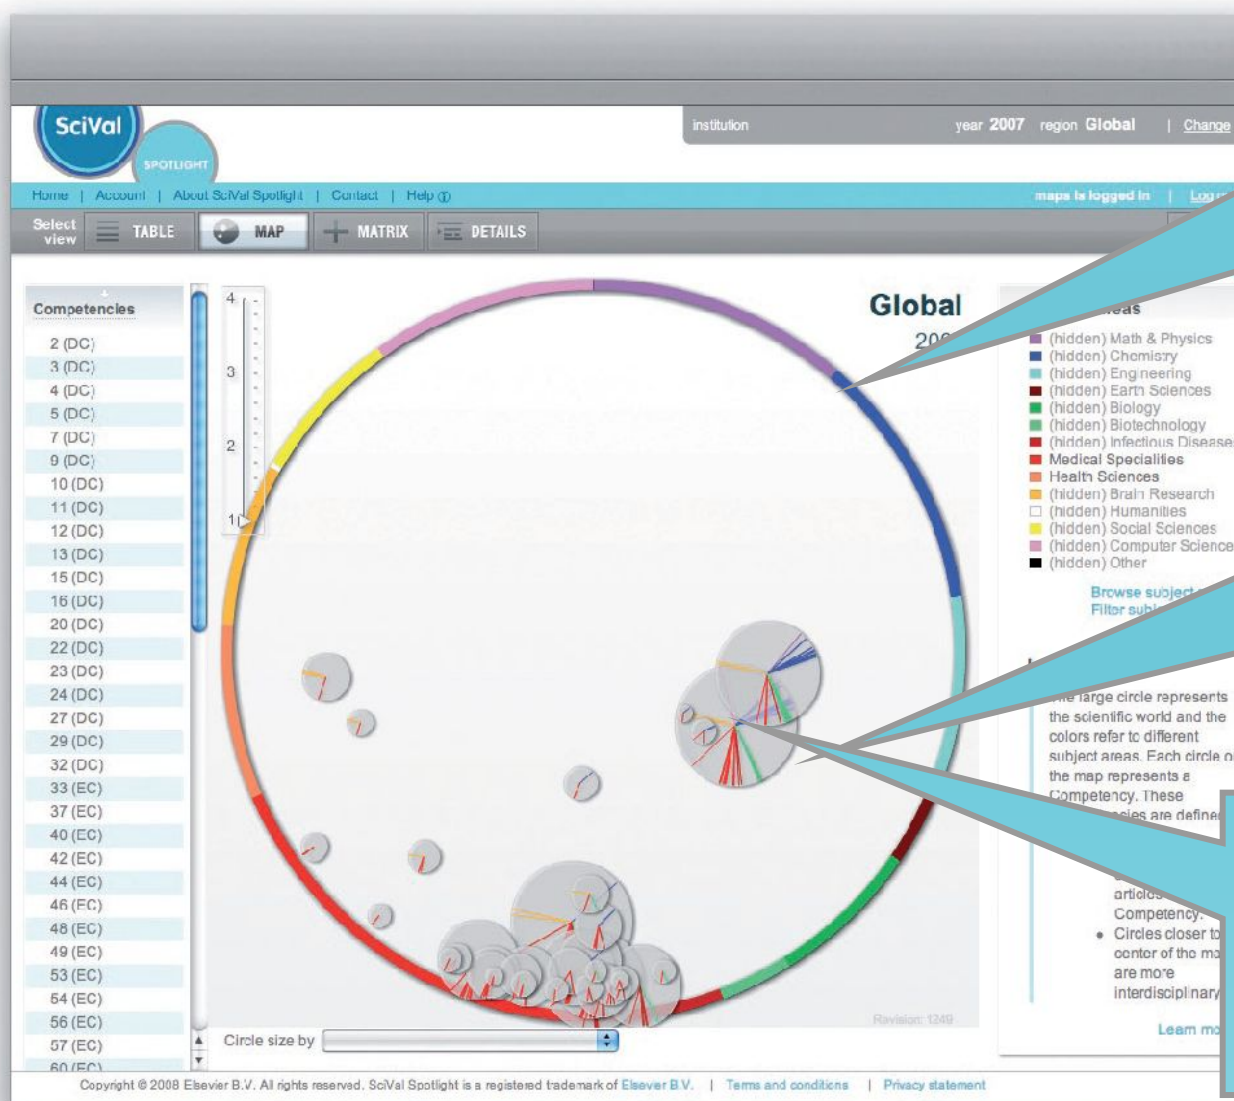 SciVal
SPOTLIGHT
institution
year 2007 region Global | Change
Home | Account | About SciVal Spotlight | Contact | Help
maps is logged in |
Select view
TABLE
MAP
MATRIX
DETAILS
Competencies
2 (DC)
3 (DC)
4 (DC)
5 (DC)
7 (DC)
9 (DC)
10 (DC)
11 (DC)
12 (DC)
13 (DC)
15 (DC)
16 (DC)
20 (DC)
22 (DC)
23 (DC)
24 (DC)
27 (DC)
29 (DC)
32 (DC)
33 (EC)
37 (EC)
40 (EC)
42 (EC)
44 (EC)
46 (EC)
48 (EC)
49 (EC)
53 (EC)
54 (EC)
56 (EC)
57 (EC)
60 (EC)
4
3
2
1
Global
(hidden) Math & Physics
(hidden) Chemistry
(hidden) Engineering
(hidden) Earth Sciences
(hidden) Biology
(hidden) Biotechnology
(hidden) Infectious Disease
Medical Specialities
Health Sciences
(hidden) Brain Research
(hidden) Humanities
(hidden) Social Sciences
(hidden) Computer Science
(hidden) Other
Browse subject
Filter
large circle represents
the scientific world and the
colors refer to different
subject areas. Each circle
the map represents a
Competency. These
are define
articles
Competency.
• Circles closer to
center of the
are more
interdisciplinary
Learn
Revision: 1249
Circle size by
Copyright © 2008 Elsevier B.V. All rights reserved. SciVal Spotlight is a registered trademark of Elsevier B.V. | Terms and conditions | Privacy statement